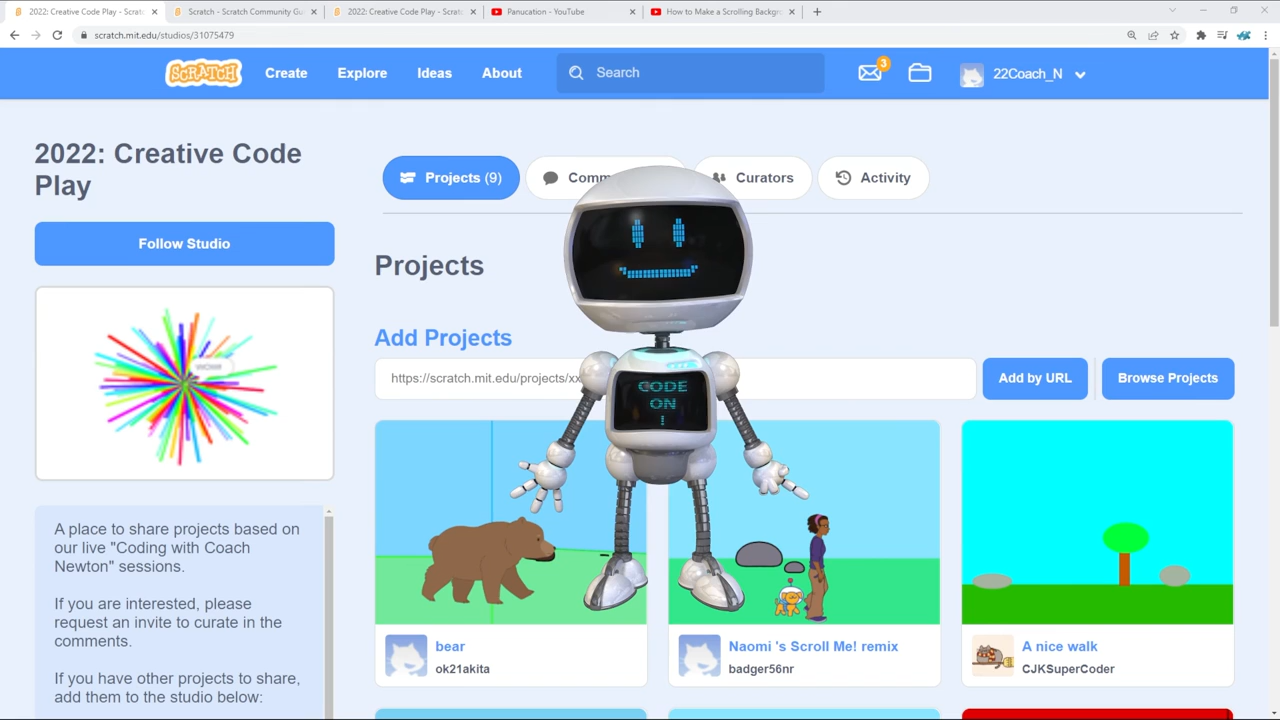 2022: Creative Code Play - Scratc
Scratch - Scratch Community Gu
2022: Creative Code Play - Scrat
Panucation - YouTube
How to Make a Scrolling Backgr
scratch.mit.edu/studios/31075479
SCRATCH
Create
Explore
Ideas
About
Search
3
22Coach_N
2022: Creative Code
Play
Follow Studio
Projects (9)
Comm
Curators
Activity
Projects
Add Projects
https://scratch.mit.edu/projects/xx
Add by URL
Browse Projects
CODE
ON
!
A place to share projects based on
our live "Coding with Coach
Newton" sessions.
If you are interested, please
request an invite to curate in the
comments.
If you have other projects to share,
add them to the studio below:
bear
ok21akita
Naomi 's Scroll Me! remix
badger56nr
A nice walk
CJKSuperCoder